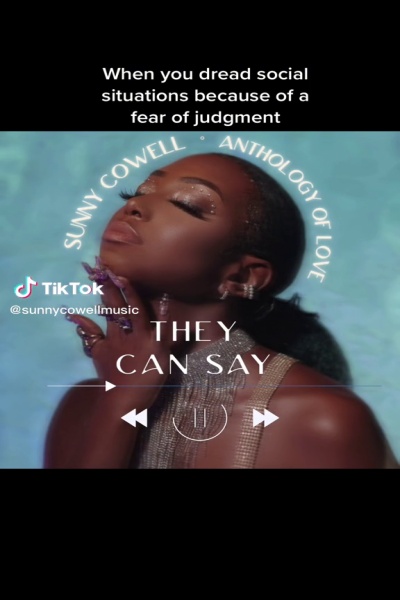 When you dread social
situations because of a
fear of judgment
SUNNY COWELL • ANTHOLOGY OF LOVE
TikTok
@sunnycowellmusic
THEY
CAN SAY